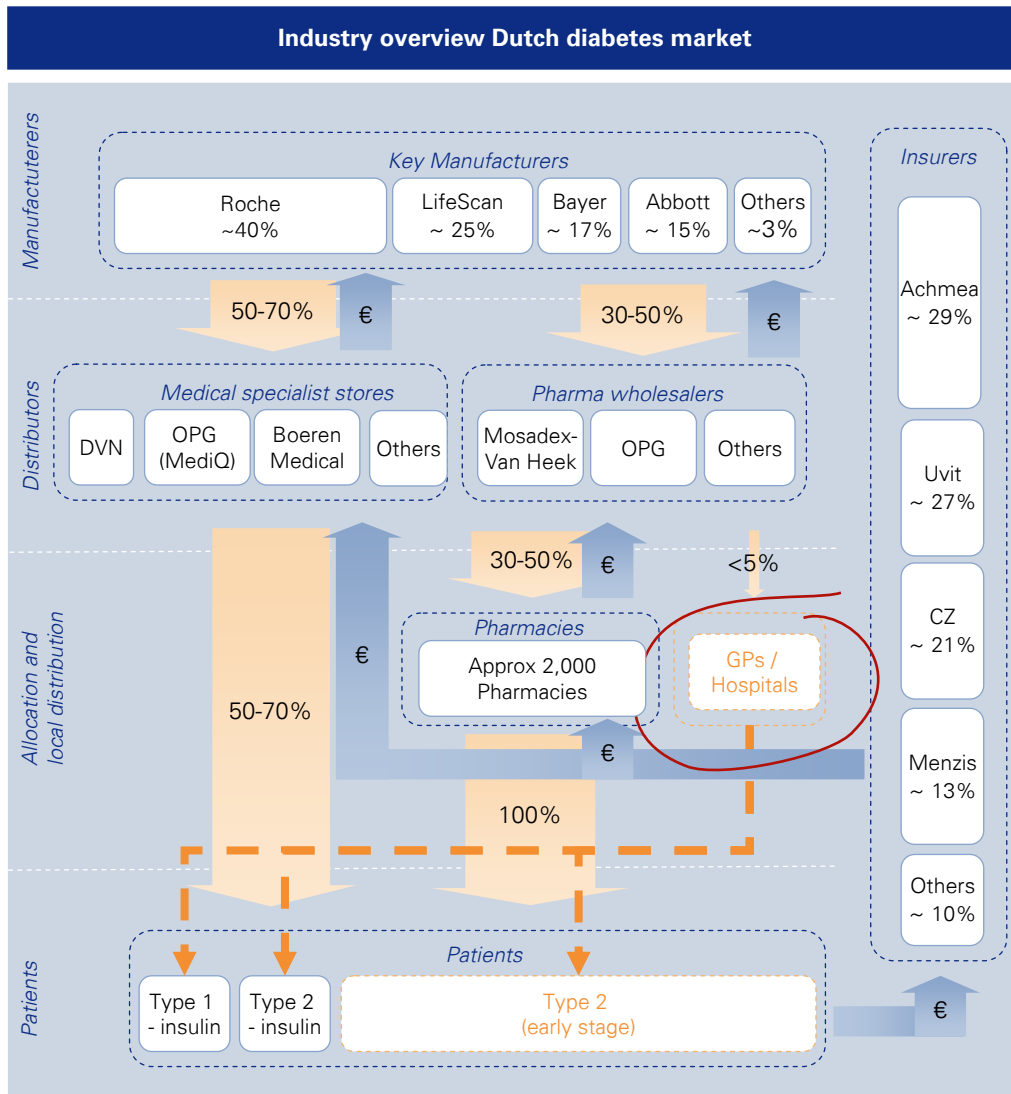 Industry overview Dutch diabetes market
Manufactuterers
Key Manufacturers
Roche
~40%
LifeScan
~ 25%
Bayer
~ 17%
Abbott
~ 15%
Others
~3%
Insurers
Achmea
~ 29%
Uvit
~ 27%
CZ
~ 21%
Menzis
~ 13%
Others
~ 10%
50-70%
€
30-50%
€
Distributors
Medical specialist stores
DVN
OPG
(MediQ)
Boeren
Medical
Others
Pharma wholesalers
Mosadex-
Van Heek
OPG
Others
Allocation and
local distribution
50-70%
€
30-50%
€
<5%
Pharmacies
Approx 2,000
Pharmacies
GPs /
Hospitals
€
100%
Patients
Patients
Type 1
- insulin
Type 2
- insulin
Type 2
(early stage)
€